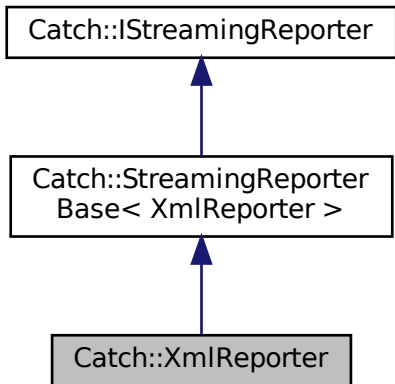 Catch::IStreamingReporter
Catch::StreamingReporter
Base< XmlReporter >
Catch::XmlReporter